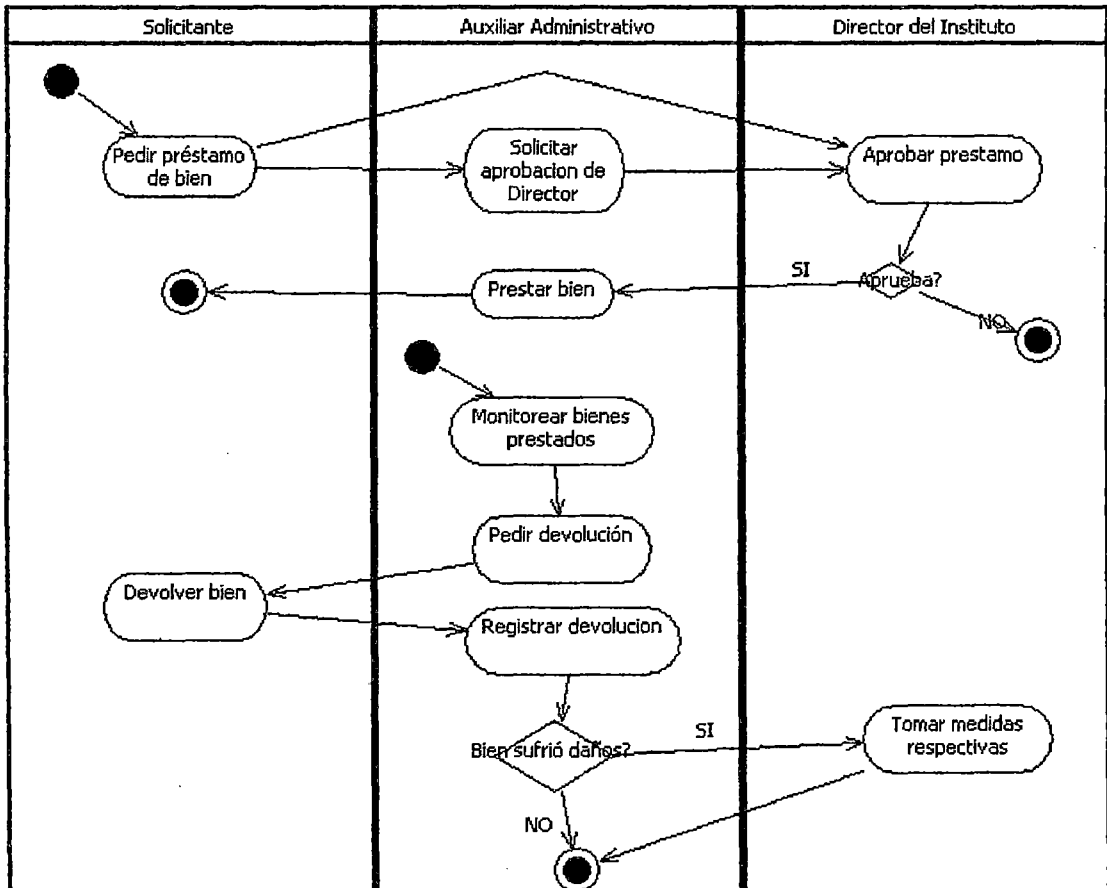 Solicitante
Auxiliar Administrativo
Director del Instituto
Pedir préstamo
de bien
Solicitar
aprobacion de
Director
Aprobar prestamo
Prestar bien
SI
Aprueba?
NO
Monitorear bienes
prestados
Pedir devolución
Devolver bien
Registrar devolucion
Bien sufrió daños?
SI
Tomar medidas
respectivas
NO